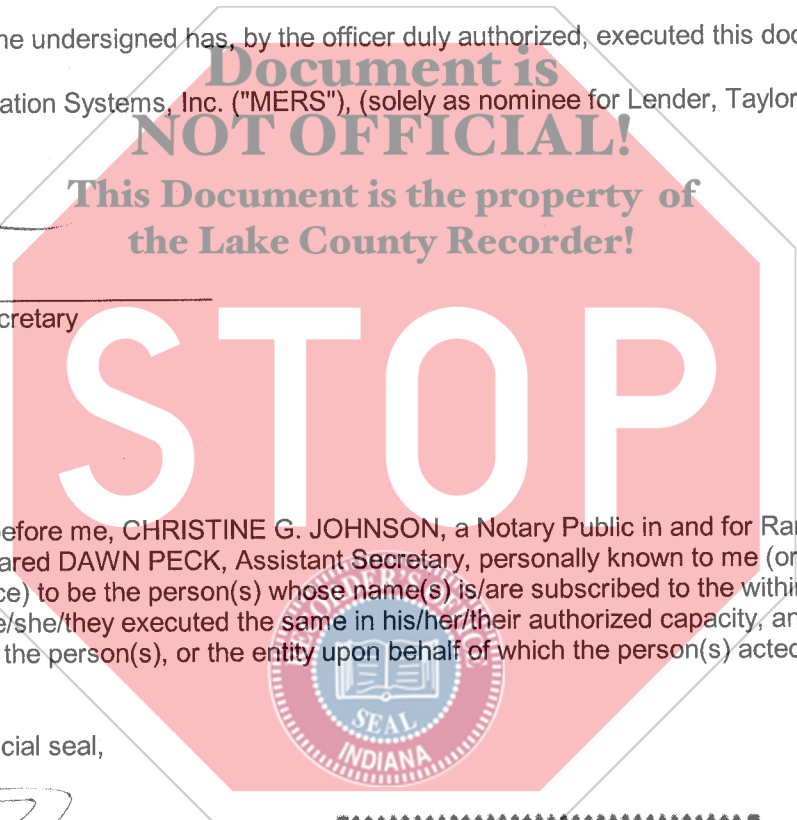 ne undersigned has, by the officer duly authorized, executed this doc
Document is
ation Systems, Inc. ("MERS"), (solely as nominee for Lender, Taylor
NOT OFFICIAL!
This Document is the property of
the Lake County Recorder!
cretary
STOP
efore me, CHRISTINE G. JOHNSON, a Notary Public in and for Ra
ared DAWN PECK, Assistant Secretary, personally known to me (or
ce) to be the person(s) whose name(s) is/are subscribed to the within
e/she/they executed the same in his/her/their authorized capacity, an
the person(s), or the entity upon behalf of which the person(s) acted
SEAL
INDIANA
cial seal,